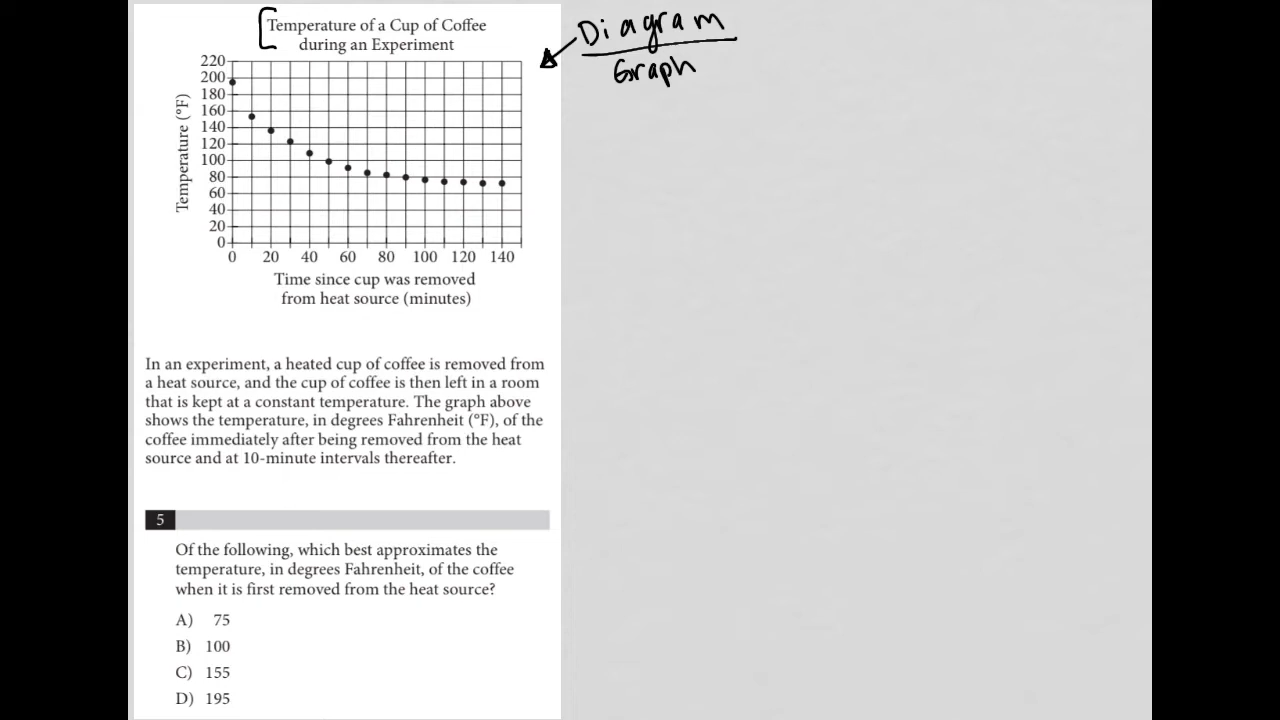 Temperature of a Cup of Coffee
during an Experiment
Diagram
Graph
220
200
180
160
140
120
100
80
60
40
20
0
Temperature (°F)
0 20 40 60 80 100 120 140
Time since cup was removed
from heat source (minutes)
In an experiment, a heated cup of coffee is removed from
a heat source, and the cup of coffee is then left in a room
that is kept at a constant temperature. The graph above
shows the temperature, in degrees Fahrenheit (°F), of the
coffee immediately after being removed from the heat
source and at 10-minute intervals thereafter.
5
Of the following, which best approximates the
temperature, in degrees Fahrenheit, of the coffee
when it is first removed from the heat source?
A) 75
B) 100
C) 155
D) 195